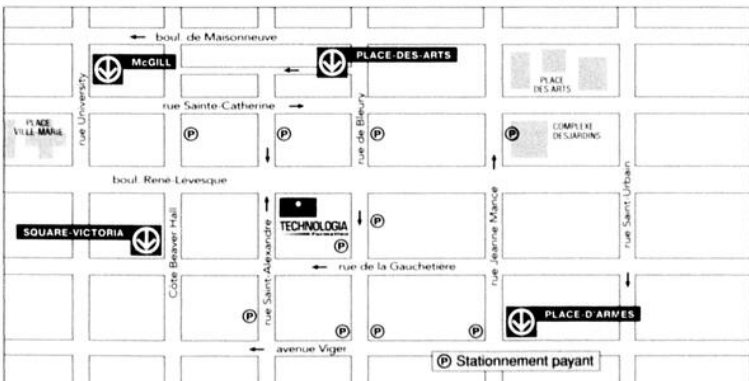 boul. de Maisonneuve
McGILL
PLACE-DES-ARTS
PLACE
DES ARTS
rue University
rue Sainte-Catherine
rue de Bleury
PLACE
VILLE-MARIE
P
P
P
P
COMPLEXE
DESJARDINS
boul. René-Lévesque
TECHNOLOGIA
P
P
SQUARE-VICTORIA
Côte Beaver Hall
rue Saint-Alexandre
rue Jeanne Mance
rue Saint-Urbain
rue de la Gauchetière
P
P
P
P
PLACE-D'ARMES
avenue Viger
P Stationnement payant